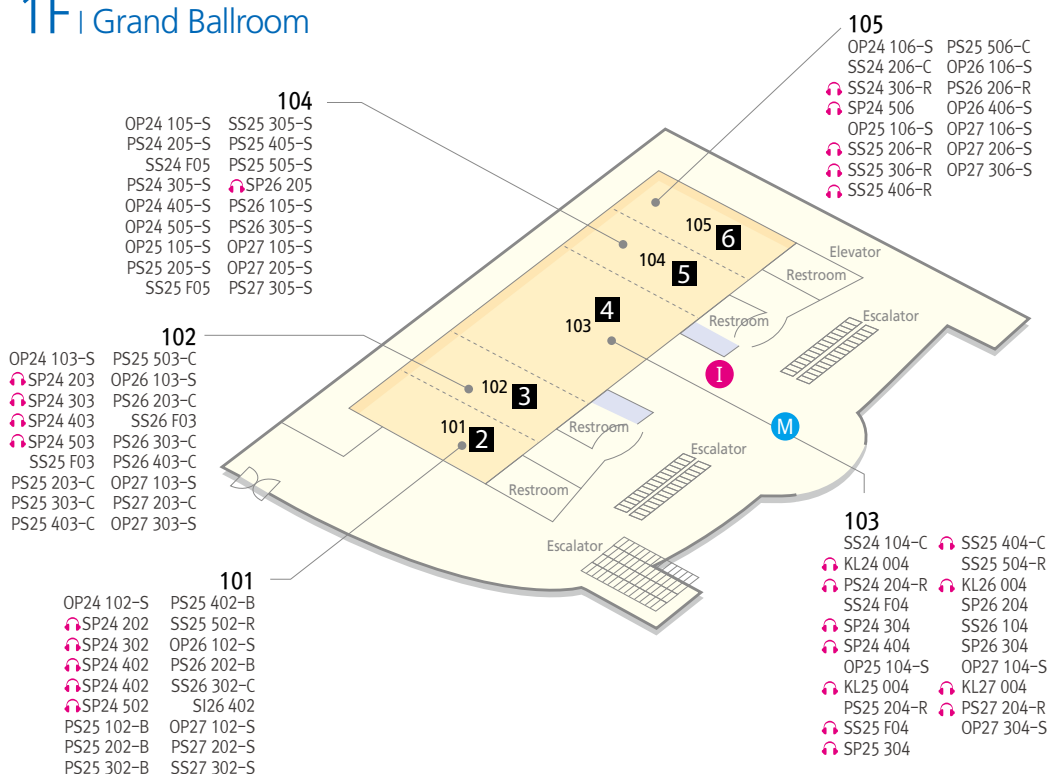 1F | Grand Ballroom
105
OP24 106-S PS25 506-C
SS24 206-C OP26 106-S
SS24 306-R PS26 206-R
SP24 506 OP26 406-S
OP25 106-S OP27 106-S
SS25 206-R OP27 206-S
SS25 306-R OP27 306-S
SS25 406-R
104
OP24 105-S SS25 305-S
PS24 205-S PS25 405-S
SS24 F05 PS25 505-S
PS24 305-S SP26 205
OP24 405-S PS26 105-S
OP24 505-S PS26 305-S
OP25 105-S OP27 105-S
PS25 205-S OP27 205-S
SS25 F05 PS27 305-S
102
OP24 103-S PS25 503-C
SP24 203 OP26 103-S
SP24 303 PS26 203-C
SP24 403 SS26 F03
SP24 503 PS26 303-C
SS25 F03 PS26 403-C
PS25 203-C OP27 103-S
PS25 303-C PS27 203-C
PS25 403-C OP27 303-S
101
OP24 102-S PS25 402-B
SP24 202 SS25 502-R
SP24 302 OP26 102-S
SP24 402 PS26 202-B
SP24 402 SS26 302-C
SP24 502 SI26 402
PS25 102-B OP27 102-S
PS25 202-B PS27 202-S
PS25 302-B SS27 302-S
103
SS24 104-C SS25 404-C
KL24 004 SS25 504-R
PS24 204-R KL26 004
SS24 F04 SP26 204
SP24 304 SS26 104
SP24 404 SP26 304
OP25 104-S OP27 104-S
KL25 004 KL27 004
PS25 204-R PS27 204-R
SS25 F04 OP27 304-S
SP25 304
105 6
104 5
103 4
102 3
101 2
Elevator
Restroom
Restroom
Escalator
I
M
Restroom
Escalator
Restroom
Escalator